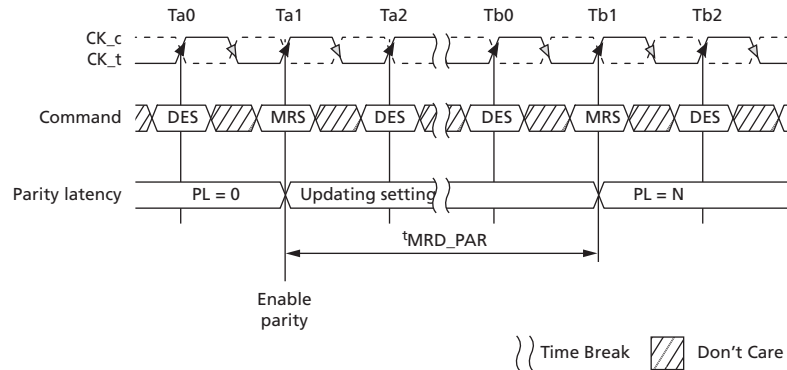 Ta0 Ta1 Ta2 Tb0 Tb1 Tb2
CK_c
CK_t
Command DES MRS DES DES MRS DES
Parity latency PL = 0 Updating setting PL = N
tMRD_PAR
Enable
parity
Time Break Don't Care